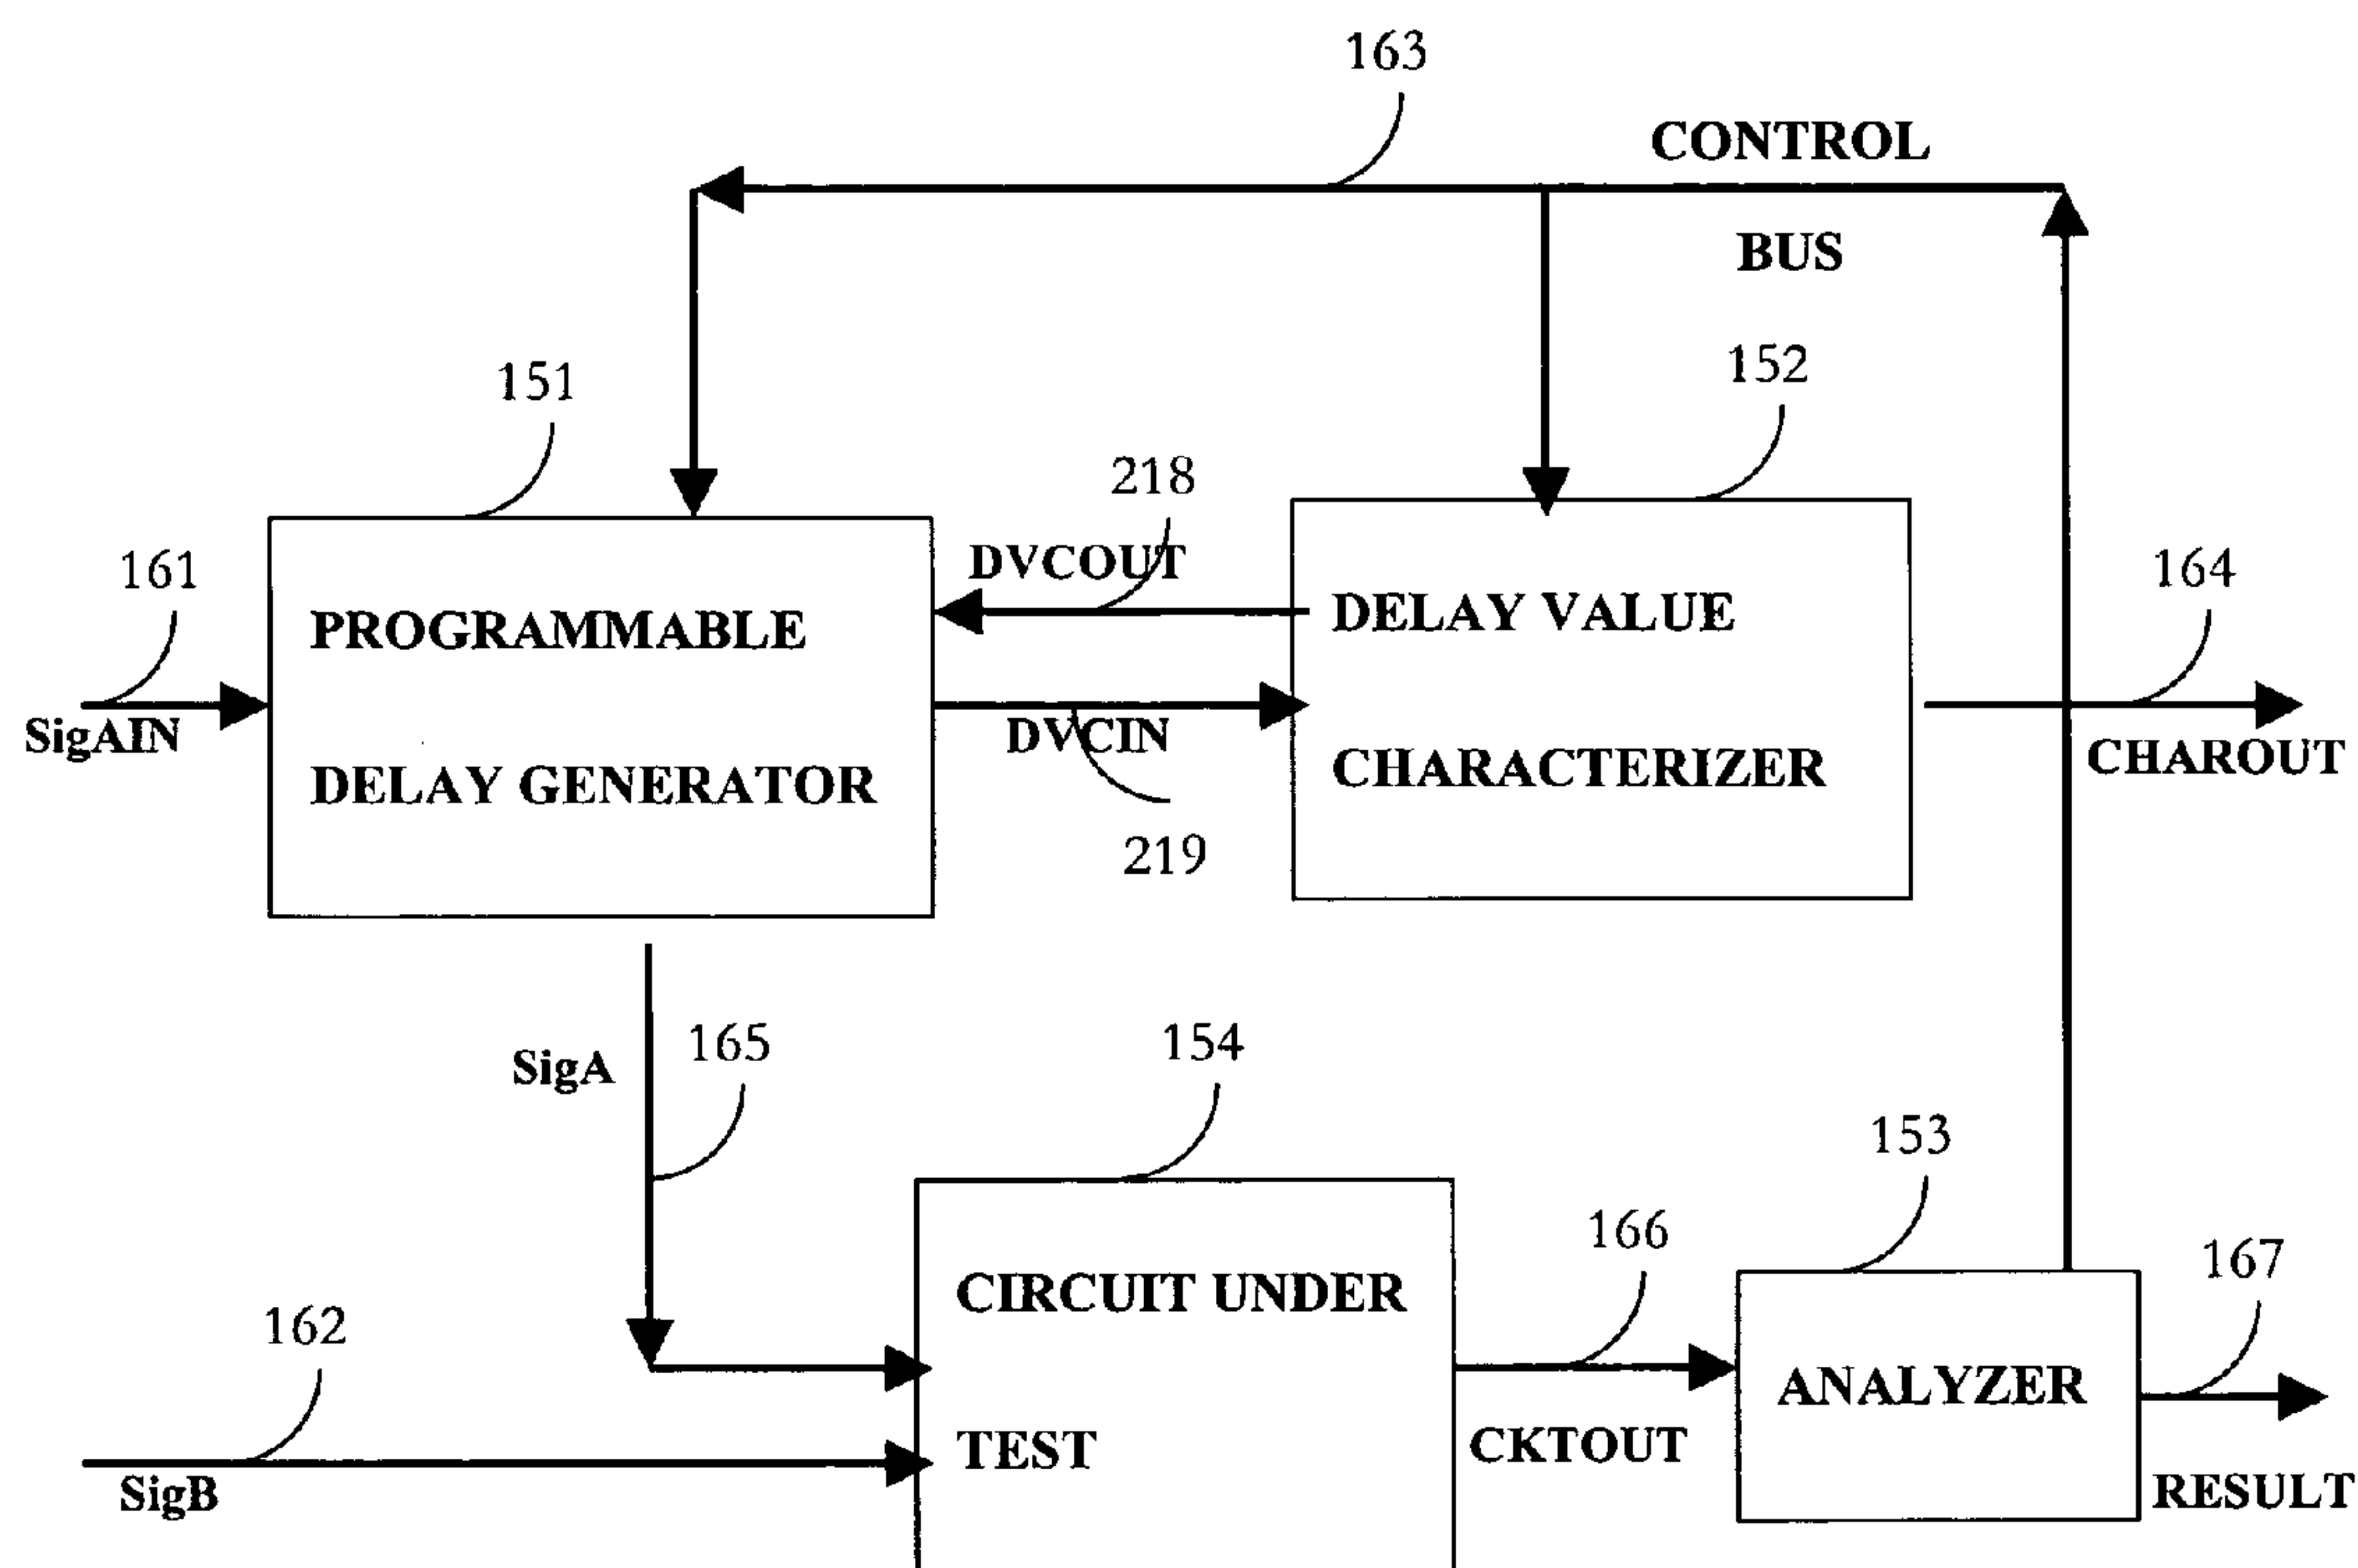 163
CONTROL
BUS
151
152
218
161
DVCOUT
164
PROGRAMMABLE
DELAY VALUE
SigAIN
DVCIN
DELAY GENERATOR
CHARACTERIZER
CHAROUT
219
SigA
165
154
153
166
167
162
CIRCUIT UNDER
ANALYZER
TEST
CKTOUT
SigB
RESULT